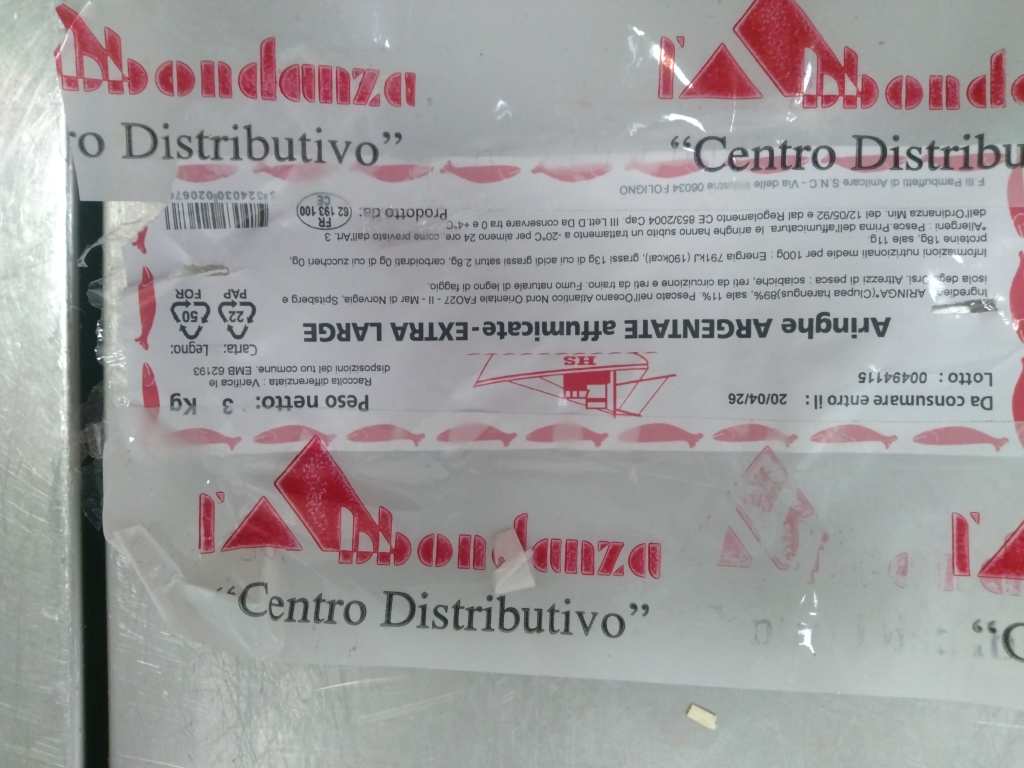 l'Abbondanza
ro Distributivo”
l'Abbondan
“Centro Distribu
Da consumare entro il : 20/04/26
Lotto : 00494115
HS
Peso netto: 3 Kg
Raccolta differenziata : Verifica le
disposizioni del tuo comune. EMB 62193
Carta: Legno:
22 50
PAP FOR
Aringhe ARGENTATE affumicate - EXTRA LARGE
ARINGA*(Clupea harengus)89%, sale 11% Pescato nell'Oceano Atlantico Nord Orientale FAO27 - II - Mar di Norvegia, Spitsberg e
isola degli orsi. Attrezzi di pesca : sciabiche, reti da circuizione e reti da traino. Fumo naturale di legno di faggio.
Informazioni nutrizionali medie per 100g : Energia 791kJ (190kcal), grassi 13g di cui acidi grassi saturi 2.8g, carboidrati 0g di cui zuccheri 0g,
proteine 18g, sale 11g
*Allergeni : Pesce.Prima dell'affumicatura le aringhe hanno subito un trattamento a -20°C per almeno 24 ore, come previsto dall'Art. 3
dell'Ordinanza Min. del 12/05/92 e dal Regolamento CE 853/2004 Cap. III Lett.D Da conservare tra 0 e +4°C
F.lli Pambuffetti di Amilcare S.N.C - Via delle industrie 06034 FOLIGNO
Prodotto da:
FR
62 193 100
CE
l'Abbondanza
“Centro Distributivo”
l'A
“C